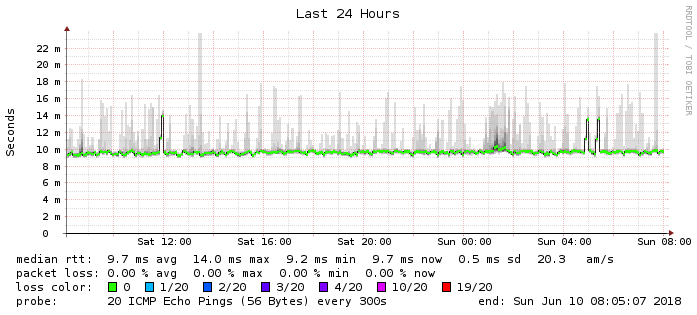 Last 24 Hours
RRDTOOL / TOBI OETIKER
Seconds
22 m
20 m
18 m
16 m
14 m
12 m
10 m
8 m
6 m
4 m
2 m
0
Sat 12:00 Sat 16:00 Sat 20:00 Sun 00:00 Sun 04:00 Sun 08:00
median rtt: 9.7 ms avg 14.0 ms max 9.2 ms min 9.7 ms now 0.5 ms sd 20.3 am/s
packet loss: 0.00 % avg 0.00 % max 0.00 % min 0.00 % now
loss color: 0 1/20 2/20 3/20 4/20 10/20 19/20
probe: 20 ICMP Echo Pings (56 Bytes) every 300s end: Sun Jun 10 08:05:07 2018